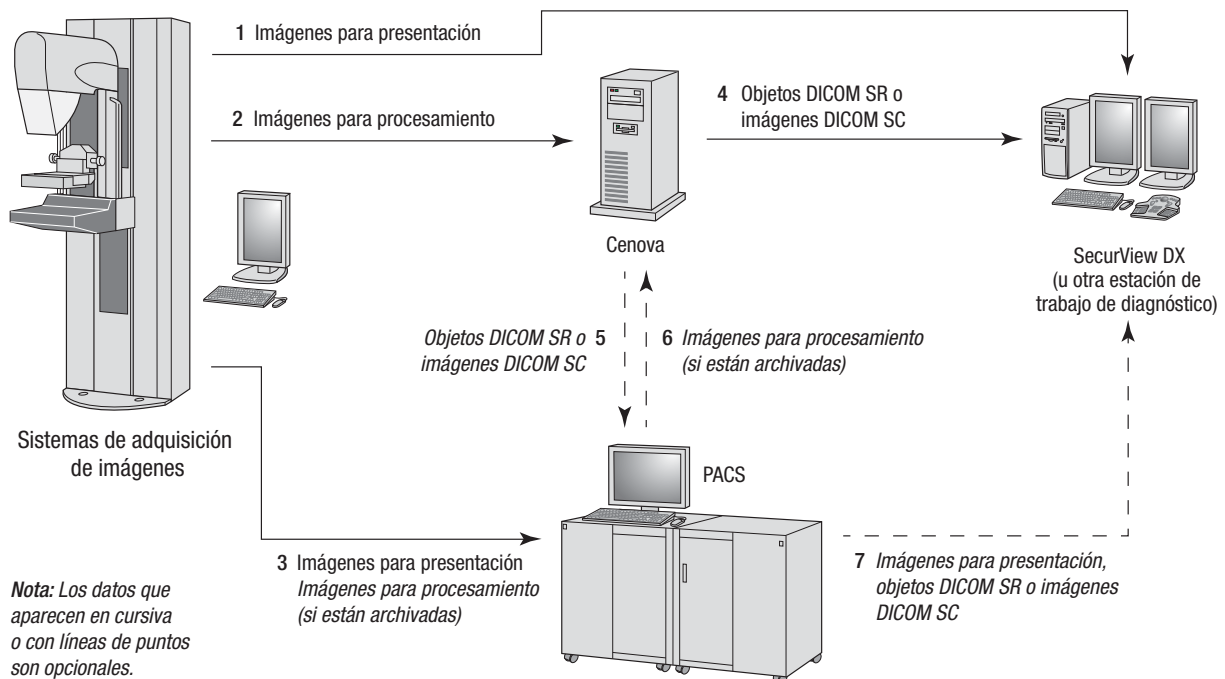 1 Imágenes para presentación
2 Imágenes para procesamiento
4 Objetos DICOM SR o
imágenes DICOM SC
Cenova
SecurView DX
(u otra estación de
trabajo de diagnóstico)
Objetos DICOM SR o 5
imágenes DICOM SC
6 Imágenes para procesamiento
(si están archivadas)
Sistemas de adquisición
de imágenes
PACS
3 Imágenes para presentación
Imágenes para procesamiento
(si están archivadas)
7 Imágenes para presentación,
objetos DICOM SR o imágenes
DICOM SC
Nota: Los datos que
aparecen en cursiva
o con líneas de puntos
son opcionales.